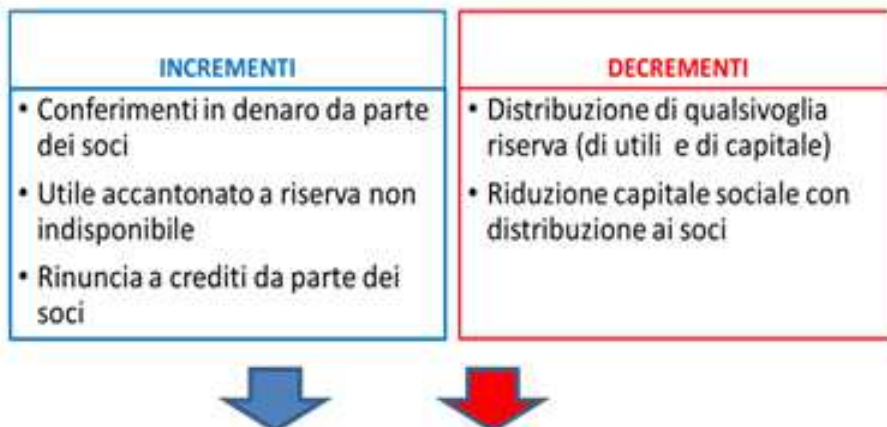 INCREMENTI
• Conferimenti in denaro da parte
dei soci
• Utile accantonato a riserva non
indisponibile
• Rinuncia a crediti da parte dei
soci
DECREMENTI
• Distribuzione di qualsivoglia
riserva (di utili e di capitale)
• Riduzione capitale sociale con
distribuzione ai soci